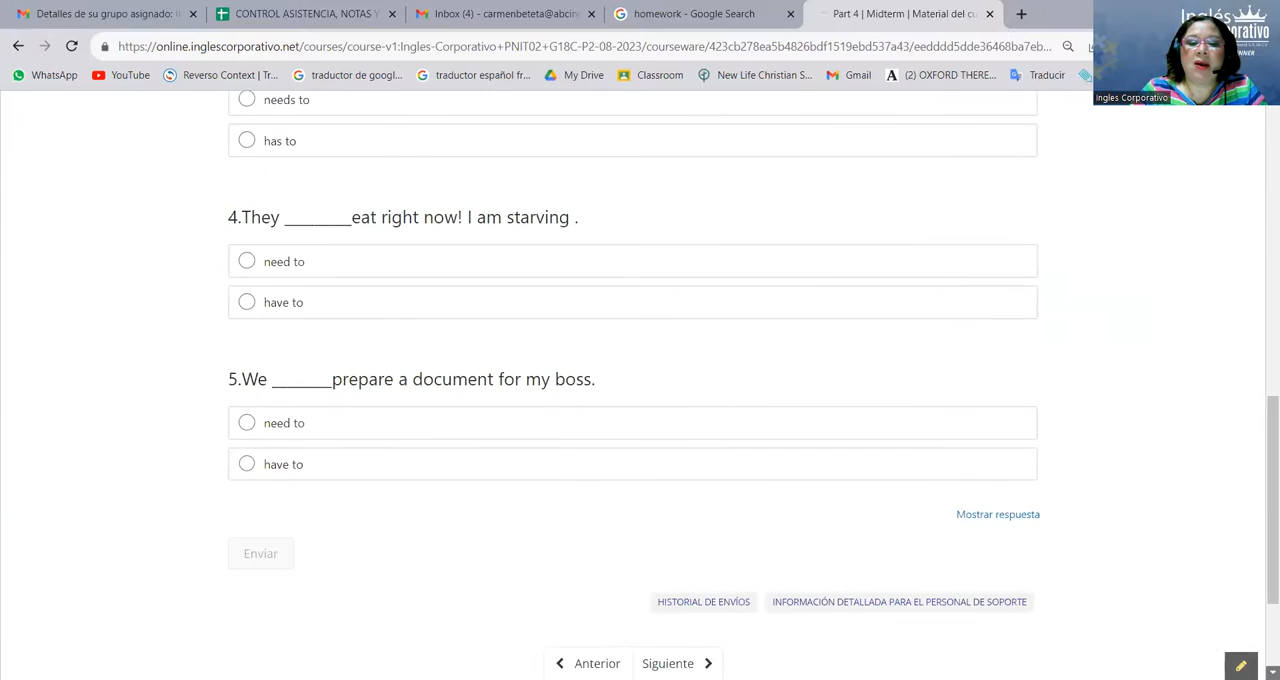 Detalles de su grupo asignado: tl
CONTROL ASISTENCIA, NOTAS Y
Inbox (4) - carmenbeteta@abcin
homework - Google Search
Part 4 | Midterm | Material del cu
https://online.inglescorporativo.net/courses/course-v1:Ingles-Corporativo+PNIT02+G18C-P2-08-2023/courseware/423cb278ea5b4826bdf1519ebd537a43/eedddd5dde36468ba7eb...
WhatsApp
YouTube
Reverso Context | Tr...
traductor de googl...
traductor español fr...
My Drive
Classroom
New Life Christian S...
Gmail
(2) OXFORD THERE...
Traducir
Inglés
Ingles Corporativo
needs to
has to
4.They ________eat right now! I am starving .
need to
have to
5.We _______prepare a document for my boss.
need to
have to
Mostrar respuesta
Enviar
HISTORIAL DE ENVÍOS
INFORMACIÓN DETALLADA PARA EL PERSONAL DE SOPORTE
Anterior
Siguiente